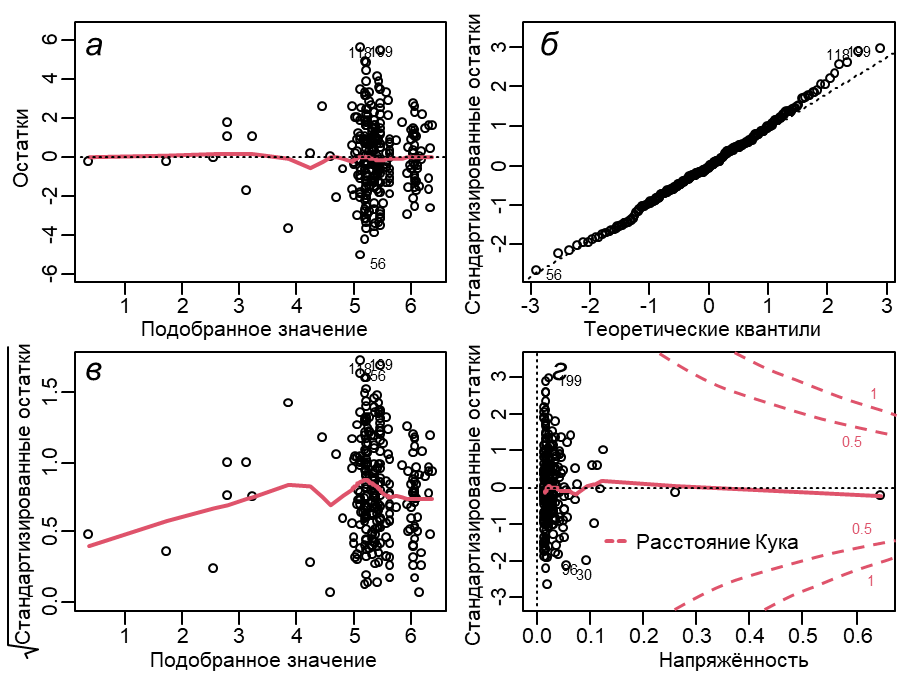 а
Остатки
6
4
2
0
-2
-4
-6
118
199
56
1 2 3 4 5 6
Подобранное значение
б
Стандартизированные остатки
3
2
1
0
-1
-2
118
199
56
-3 -2 -1 0 1 2 3
Теоретические квантили
в
√Стандартизированные остатки
1.5
1.0
0.5
0.0
118
199
56
1 2 3 4 5 6
Подобранное значение
г
Стандартизированные остатки
3
2
1
0
-1
-2
-3
199
1
0.5
0.5
1
Расстояние Кука
96
30
0.0 0.1 0.2 0.3 0.4 0.5 0.6
Напряжённость